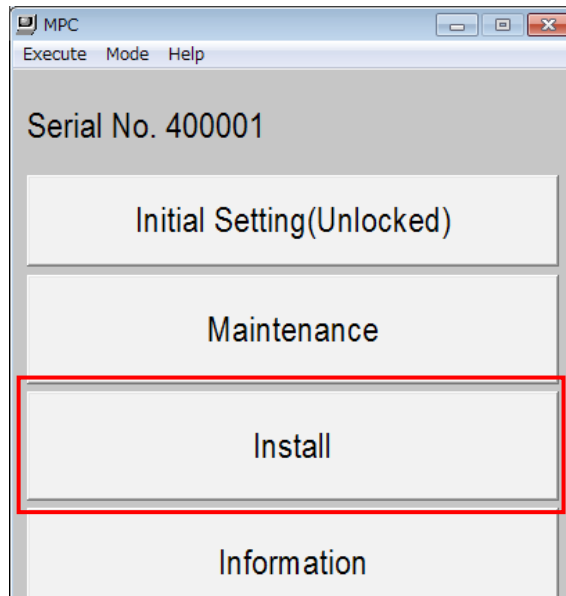 MPC
Execute Mode Help
Serial No. 400001
Initial Setting(Unlocked)
Maintenance
Install
Information